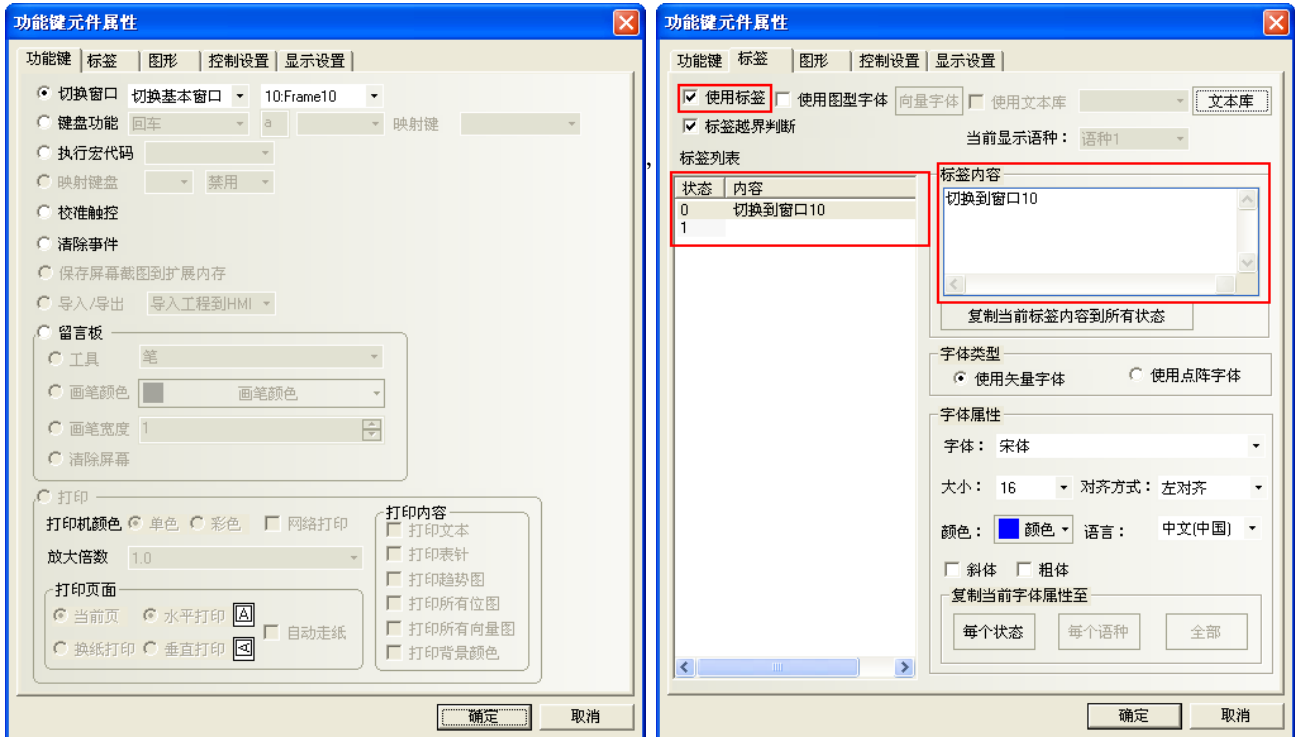 功能键元件属性
功能键 标签 图形 控制设置 显示设置
切换窗口 切换基本窗口 10:Frame10
键盘功能 回车 a 映射键
执行宏代码
映射键盘 禁用
校准触控
清除事件
保存屏幕截图到扩展内存
导入/导出 导入工程到HMI
留言板
工具 笔
画笔颜色 画笔颜色
画笔宽度 1
清除屏幕
打印
打印机颜色 单色 彩色 网络打印
放大倍数 1.0
打印页面
当前页 水平打印 A
自动走纸
换纸打印 垂直打印 A
打印内容
打印文本
打印表针
打印趋势图
打印所有位图
打印所有向量图
打印背景颜色
确定 取消
,
功能键元件属性
功能键 标签 图形 控制设置 显示设置
使用标签 使用图型字体 向量字体 使用文本库 文本库
标签越界判断
当前显示语种: 语种1
标签列表
状态 内容
0 切换到窗口10
1
标签内容
切换到窗口10
复制当前标签内容到所有状态
字体类型
使用矢量字体 使用点阵字体
字体属性
字体: 宋体
大小: 16 对齐方式: 左对齐
颜色: 颜色 语言: 中文(中国)
斜体 粗体
复制当前字体属性至
每个状态 每个语种 全部
确定 取消